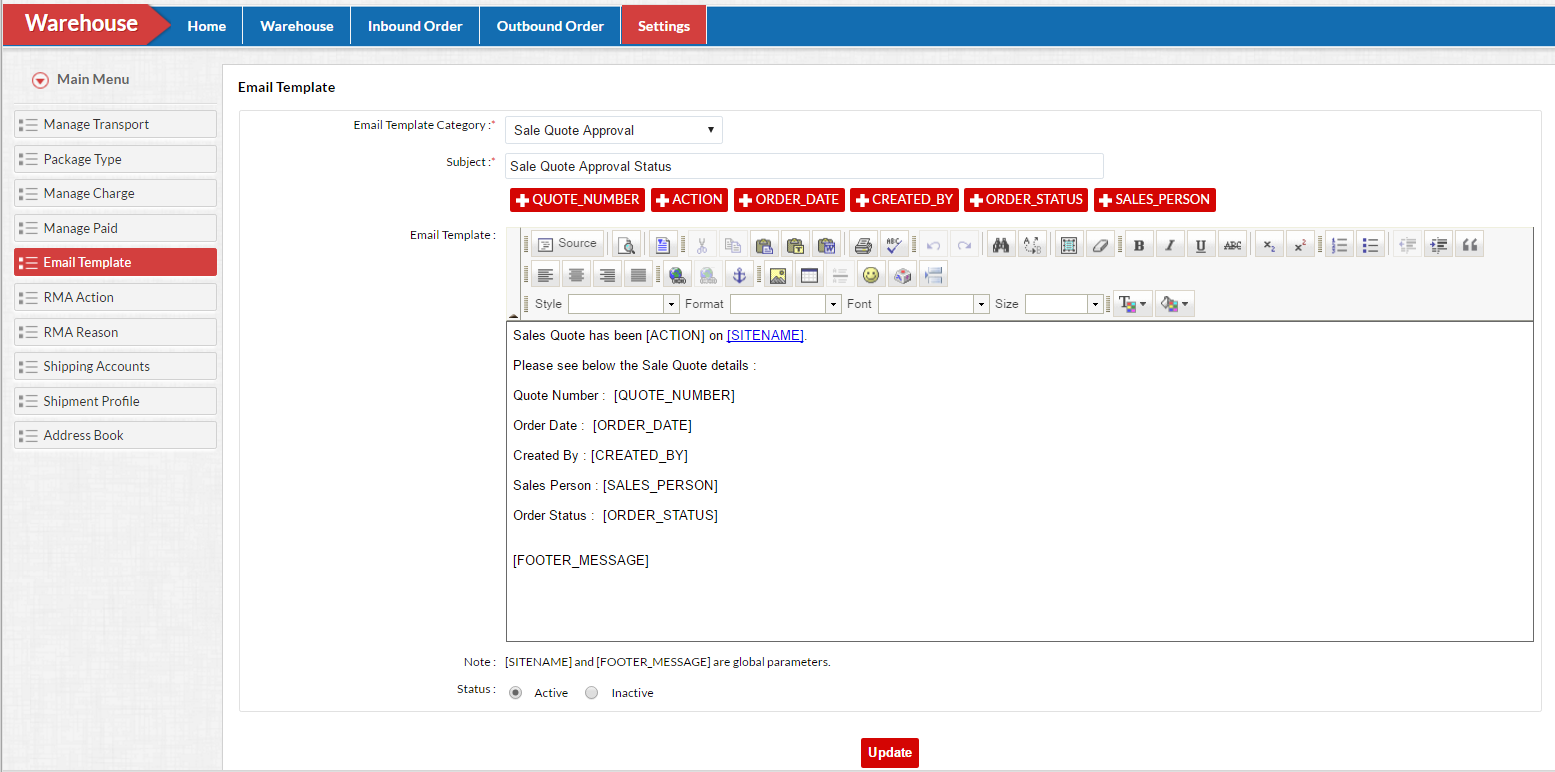 Warehouse Home Warehouse Inbound Order Outbound Order Settings
Main Menu
Manage Transport
Package Type
Manage Charge
Manage Paid
Email Template
RMA Action
RMA Reason
Shipping Accounts
Shipment Profile
Address Book
Email Template
Email Template Category :* Sale Quote Approval
Subject :* Sale Quote Approval Status
QUOTE_NUMBER ACTION ORDER_DATE CREATED_BY ORDER_STATUS SALES_PERSON
Email Template :
Source ABC B I U ABC x2 x2
Style Format Font Size
Sales Quote has been [ACTION] on [SITENAME].
Please see below the Sale Quote details :
Quote Number : [QUOTE_NUMBER]
Order Date : [ORDER_DATE]
Created By : [CREATED_BY]
Sales Person : [SALES_PERSON]
Order Status : [ORDER_STATUS]
[FOOTER_MESSAGE]
Note : [SITENAME] and [FOOTER_MESSAGE] are global parameters.
Status : Active Inactive
Update